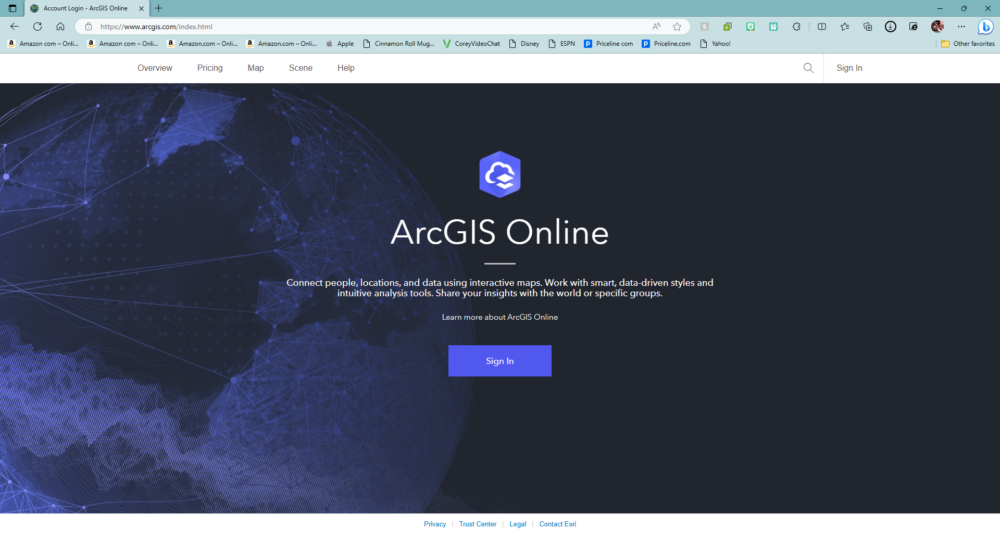 Account Login - ArcGIS Online
https://www.arcgis.com/index.html
Amazon com – Onli... Amazon com – Onli... Amazon.com – Onli... Amazon.com – Onli... Apple Cinnamon Roll Mug... CoreyVideoChat Disney ESPN Priceline com Priceline.com Yahoo! Other favorites
Overview Pricing Map Scene Help Sign In
ArcGIS Online
Connect people, locations, and data using interactive maps. Work with smart, data-driven styles and
intuitive analysis tools. Share your insights with the world or specific groups.
Learn more about ArcGIS Online
Sign In
Privacy | Trust Center | Legal | Contact Esri